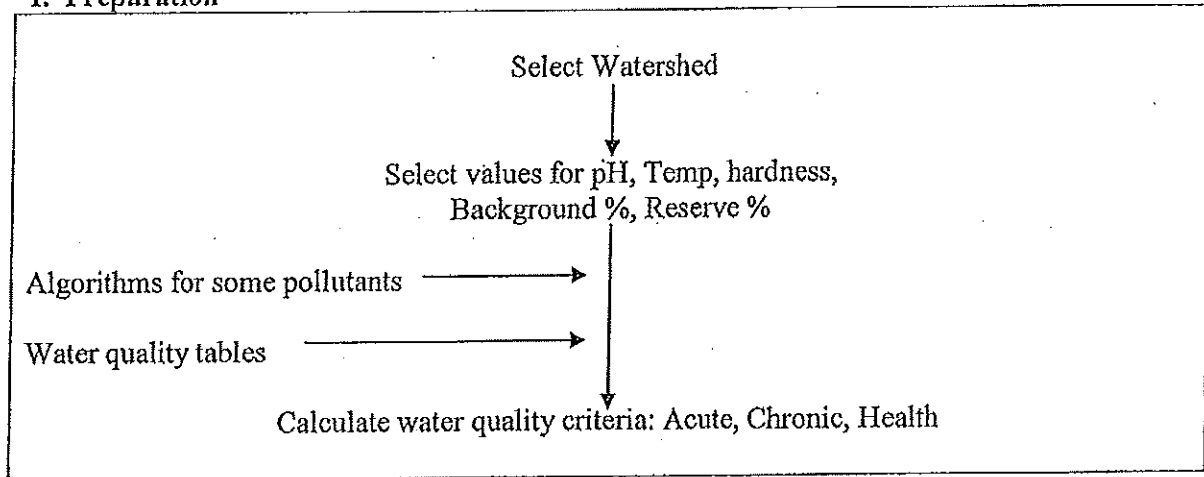 1. Preparation
Select Watershed
Select values for pH, Temp, hardness,
Background %, Reserve %
Algorithms for some pollutants
Water quality tables
Calculate water quality criteria: Acute, Chronic, Health